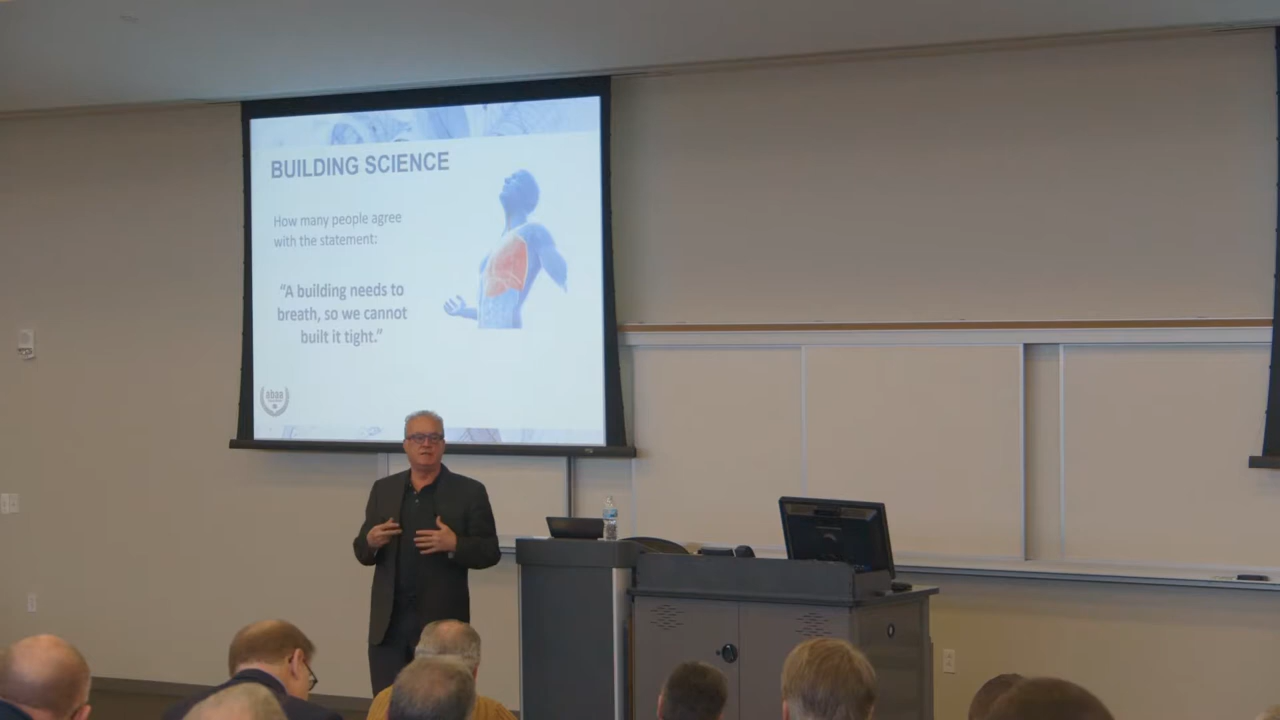 BUILDING SCIENCE
How many people agree
with the statement:
“A building needs to
breath, so we cannot
built it tight.”
abaa